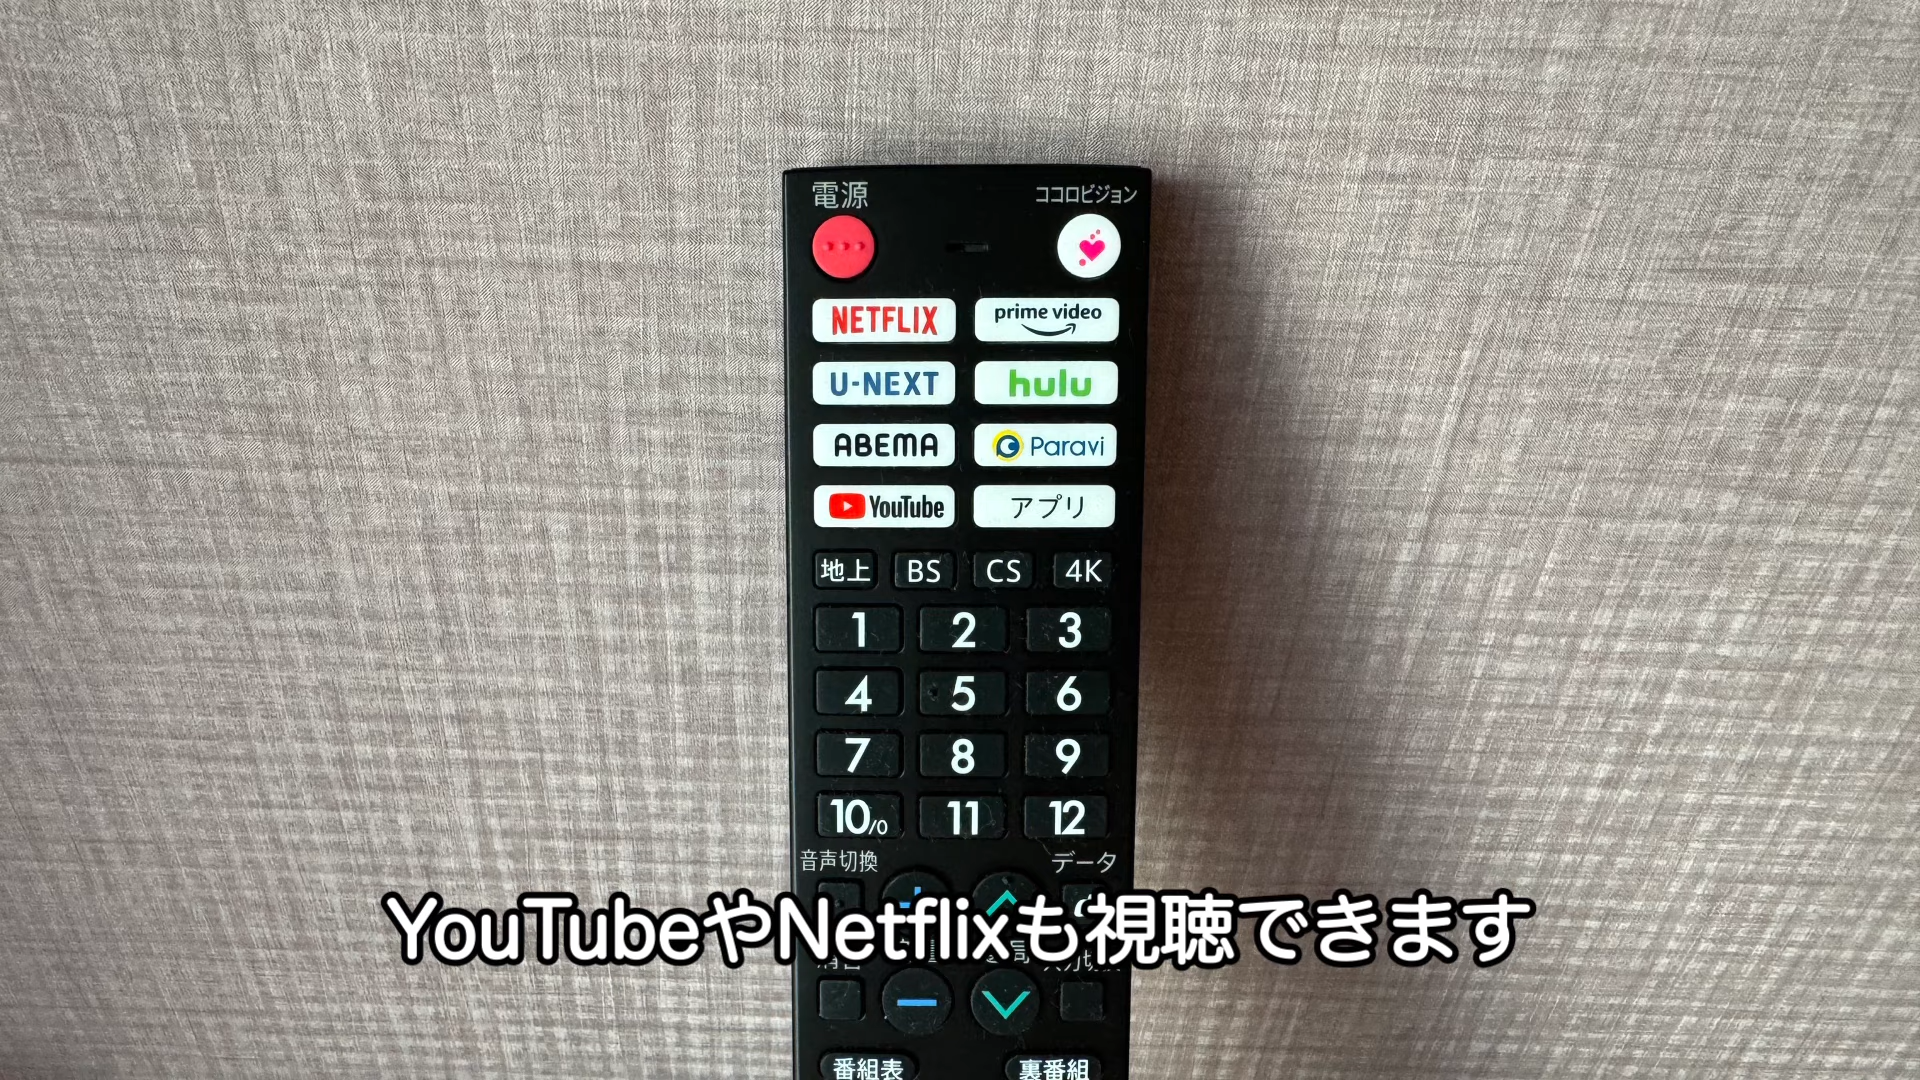 電源 ココロビジョン
NETFLIX prime video
U-NEXT hulu
ABEMA Paravi
YouTube アプリ
地上 BS CS 4K
1 2 3
4 5 6
7 8 9
10/0 11 12
音声切換 データ
YouTubeやNetflixも視聴できます
番組表 裏番組